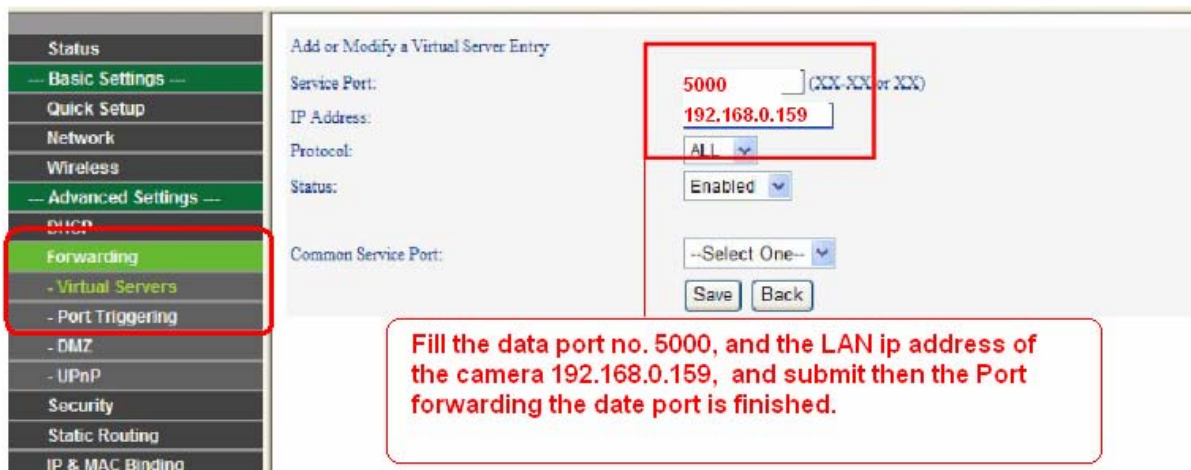 Status
--- Basic Settings ---
Quick Setup
Network
Wireless
--- Advanced Settings ---
DHCP
Forwarding
- Virtual Servers
- Port Triggering
- DMZ
- UPnP
Security
Static Routing
IP & MAC Binding
Add or Modify a Virtual Server Entry
Service Port: 5000 (XX-XX or XX)
IP Address: 192.168.0.159
Protocol: ALL
Status: Enabled
Common Service Port: --Select One--
Save Back
Fill the data port no. 5000, and the LAN ip address of
the camera 192.168.0.159, and submit then the Port
forwarding the date port is finished.